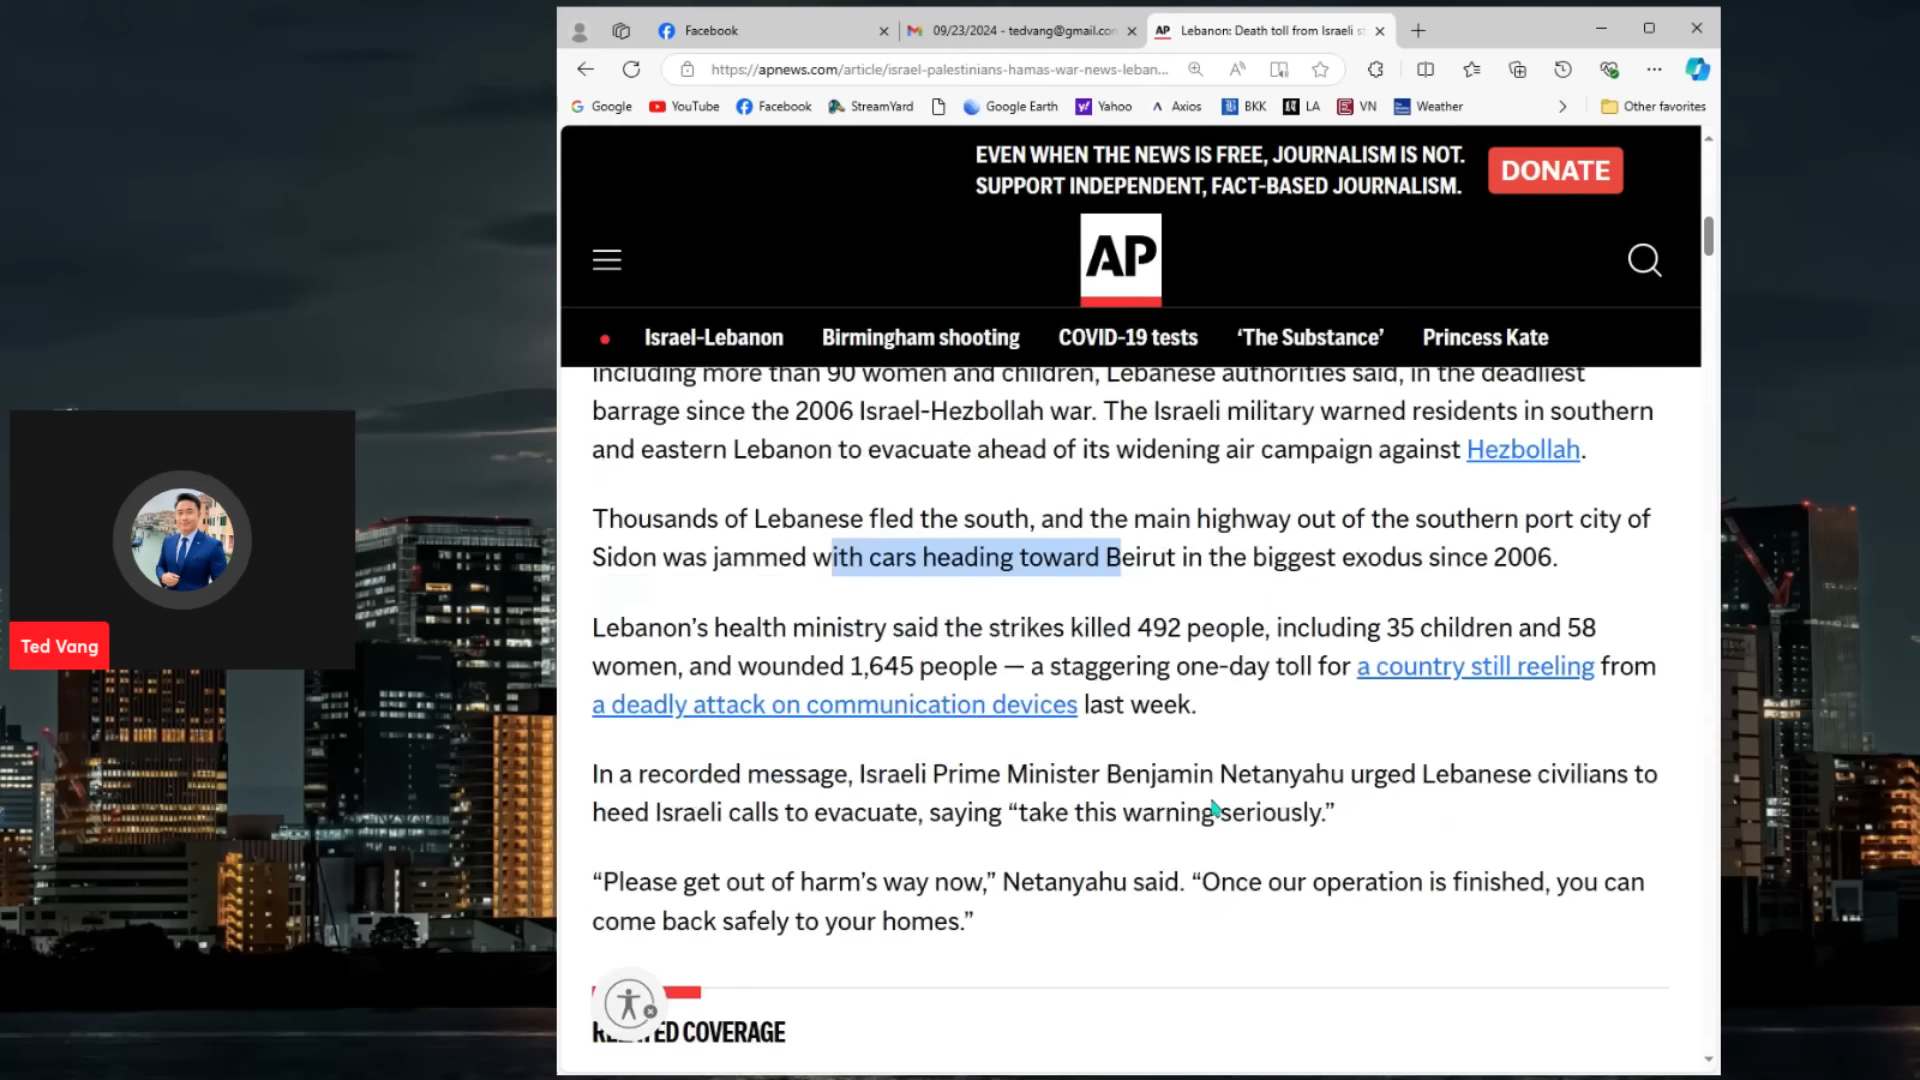 Facebook
09/23/2024 - tedvang@gmail.con
AP Lebanon: Death toll from Israeli s
https://apnews.com/article/israel-palestinians-hamas-war-news-leban...
Google YouTube Facebook StreamYard Google Earth Yahoo Axios BKK LA VN Weather Other favorites
EVEN WHEN THE NEWS IS FREE, JOURNALISM IS NOT.
SUPPORT INDEPENDENT, FACT-BASED JOURNALISM.
DONATE
AP
Israel-Lebanon Birmingham shooting COVID-19 tests ‘The Substance’ Princess Kate
including more than 90 women and children, Lebanese authorities said, in the deadliest
barrage since the 2006 Israel-Hezbollah war. The Israeli military warned residents in southern
and eastern Lebanon to evacuate ahead of its widening air campaign against Hezbollah.
Thousands of Lebanese fled the south, and the main highway out of the southern port city of
Sidon was jammed with cars heading toward Beirut in the biggest exodus since 2006.
Lebanon’s health ministry said the strikes killed 492 people, including 35 children and 58
women, and wounded 1,645 people — a staggering one-day toll for a country still reeling from
a deadly attack on communication devices last week.
In a recorded message, Israeli Prime Minister Benjamin Netanyahu urged Lebanese civilians to
heed Israeli calls to evacuate, saying “take this warning seriously.”
“Please get out of harm’s way now,” Netanyahu said. “Once our operation is finished, you can
come back safely to your homes.”
RELATED COVERAGE
Ted Vang